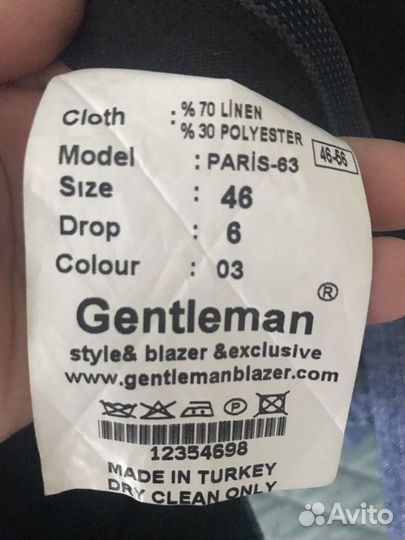 Cloth : % 70 LİNEN
% 30 POLYESTER
Model : PARİS-63 46-56
Sıze : 46
Drop : 6
Colour : 03
Gentleman ®
style& blazer &exclusive
www.gentlemanblazer.com
P
12354698
MADE IN TURKEY
DRY CLEAN ONLY
Avito